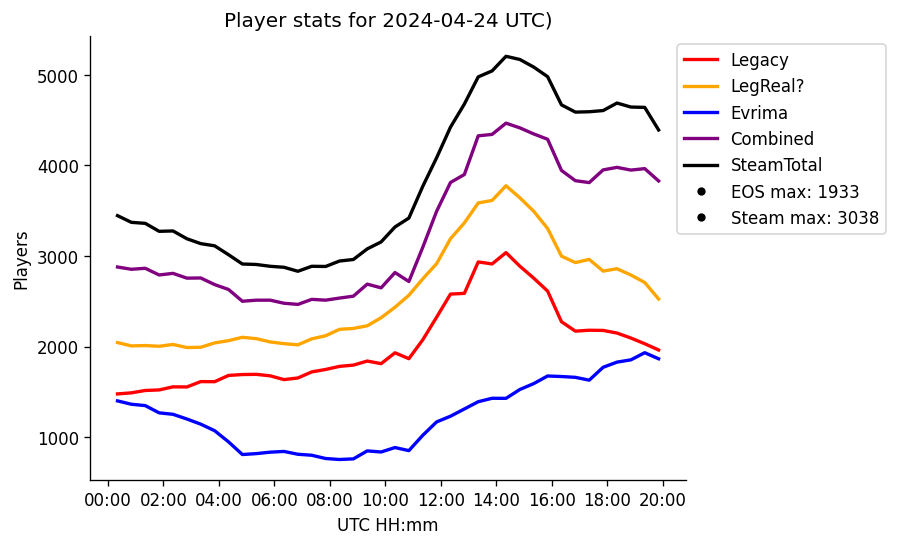 Player stats for 2024-04-24 UTC)
Legacy
LegReal?
Evrima
Combined
SteamTotal
EOS max: 1933
Steam max: 3038
Players
5000
4000
3000
2000
1000
00:00 02:00 04:00 06:00 08:00 10:00 12:00 14:00 16:00 18:00 20:00
UTC HH:mm